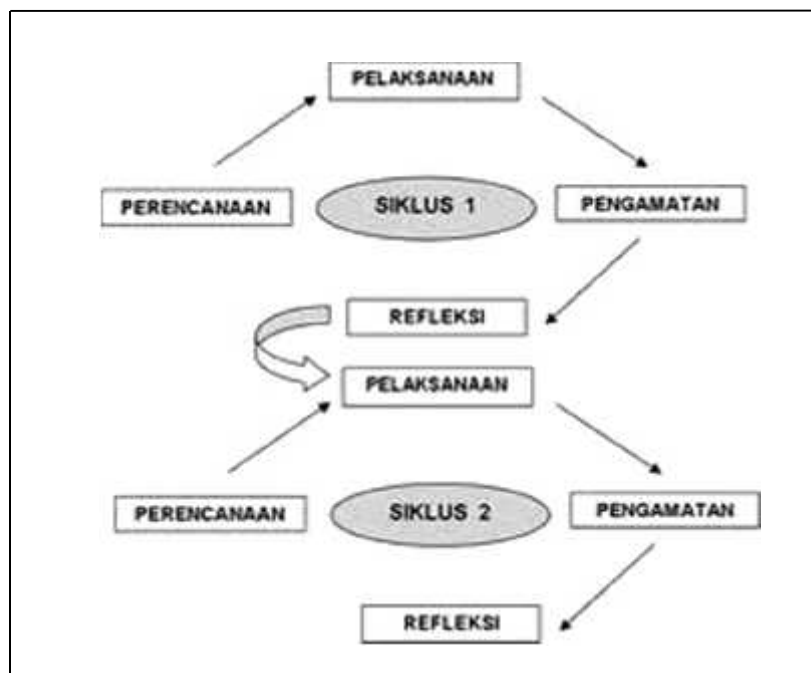 PELAKSANAAN
PERENCANAAN
SIKLUS 1
PENGAMATAN
REFLEKSI
PELAKSANAAN
PERENCANAAN
SIKLUS 2
PENGAMATAN
REFLEKSI